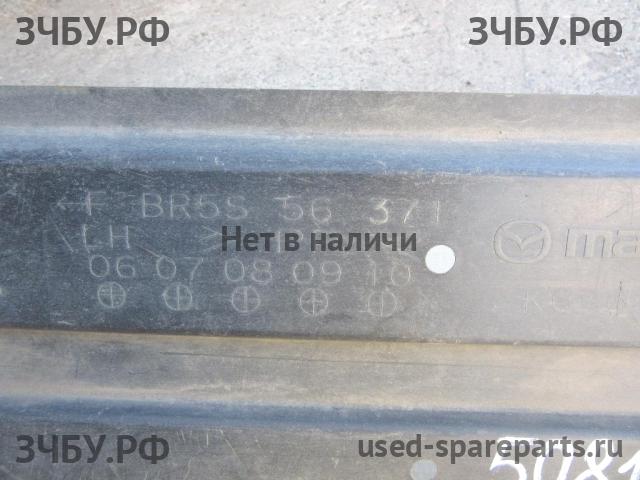 ЗЧБУ.РФ ЗЧБУ.РФ
←F BR5S 56 371
LH
Нет в наличи
06 07 08 09 10
ЗЧБУ.РФ
used-spareparts.ru